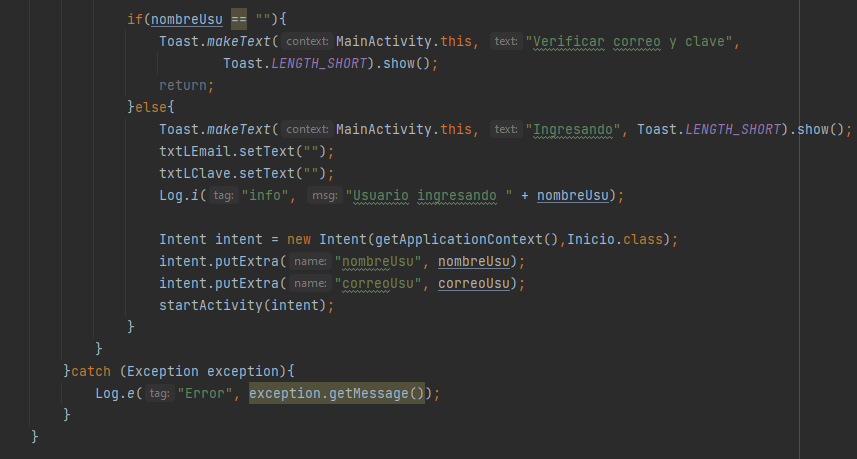 if(nombreUsu == ""){
Toast.makeText( context: MainActivity.this, text: "Verificar correo y clave",
Toast.LENGTH_SHORT).show();
return;
}else{
Toast.makeText( context: MainActivity.this, text: "Ingresando", Toast.LENGTH_SHORT).show();
txtLEmail.setText("");
txtLClave.setText("");
Log.i( tag: "info", msg: "Usuario ingresando " + nombreUsu);
Intent intent = new Intent(getApplicationContext(),Inicio.class);
intent.putExtra( name: "nombreUsu", nombreUsu);
intent.putExtra( name: "correoUsu", correoUsu);
startActivity(intent);
}
}
}catch (Exception exception){
Log.e( tag: "Error", exception.getMessage());
}
}